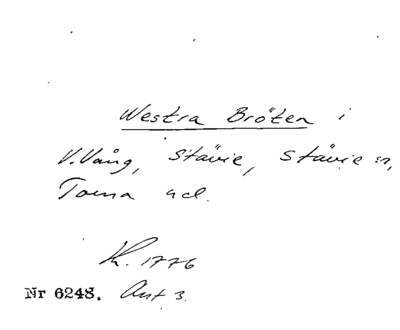 Westra Bröten i
V. Vång, Stävie, Stävie sn,
Torna hd.
K. 1776
Nr 6248. Akt 3.